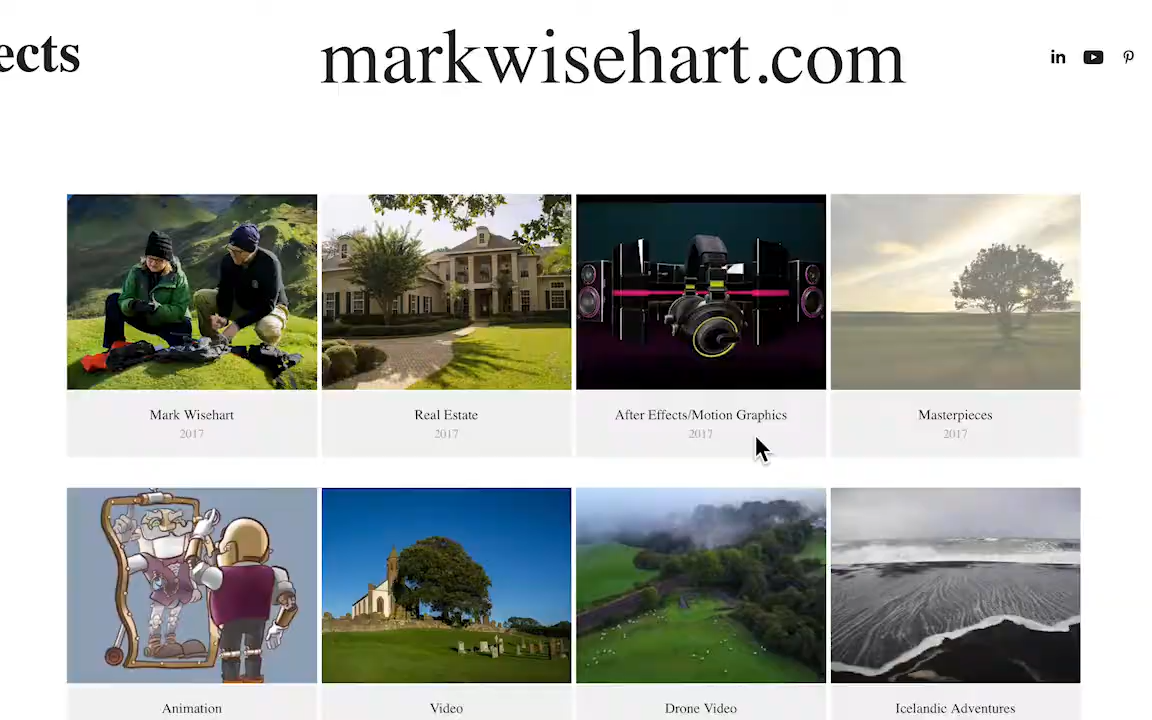 ects
markwisehart.com
in
Mark Wisehart
2017
Real Estate
2017
After Effects/Motion Graphics
2017
Masterpieces
2017
Animation
Video
Drone Video
Icelandic Adventures